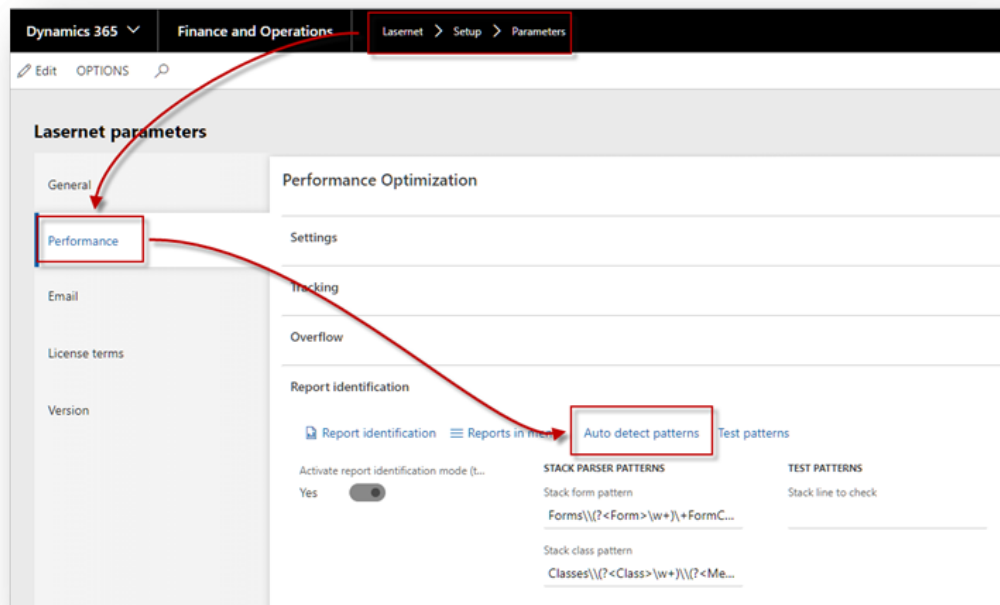 Dynamics 365 Finance and Operations Lasernet > Setup > Parameters
Edit OPTIONS
Lasernet parameters
General
Performance
Email
License terms
Version
Performance Optimization
Settings
Tracking
Overflow
Report identification
Report identification Reports in Auto detect patterns Test patterns
Activate report identification mode (t...
Yes
STACK PARSER PATTERNS
Stack form pattern
Forms\\(?<Form>\w+)\+FormC...
Stack class pattern
Classes\\(?<Class>\w+)\\(?<Me...
TEST PATTERNS
Stack line to check